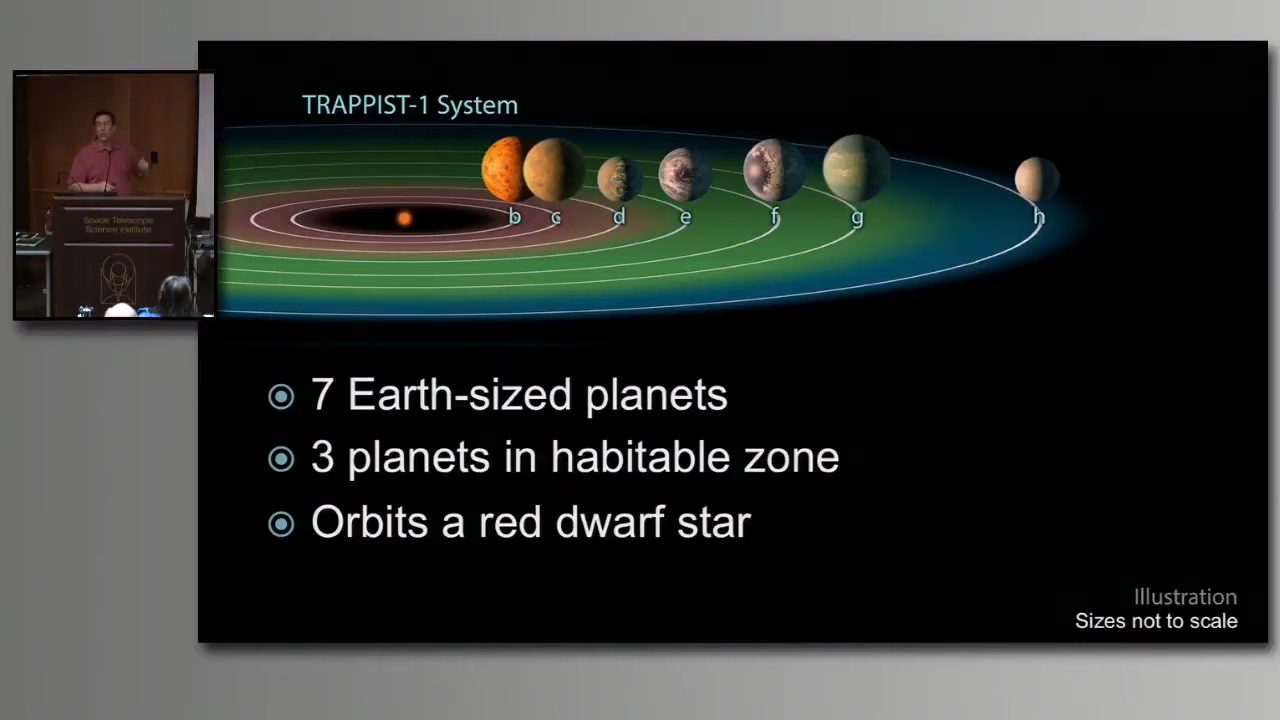 TRAPPIST-1 System
b c d e f g h
Space Telescope
Science Institute
7 Earth-sized planets
3 planets in habitable zone
Orbits a red dwarf star
Illustration
Sizes not to scale